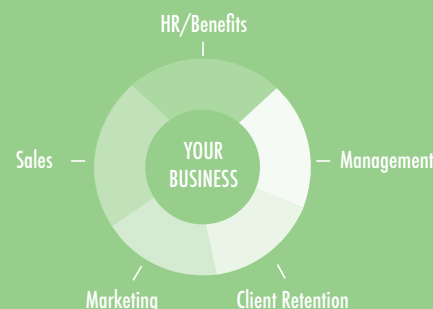 HR/Benefits
Sales
YOUR
BUSINESS
Management
Marketing
Client Retention